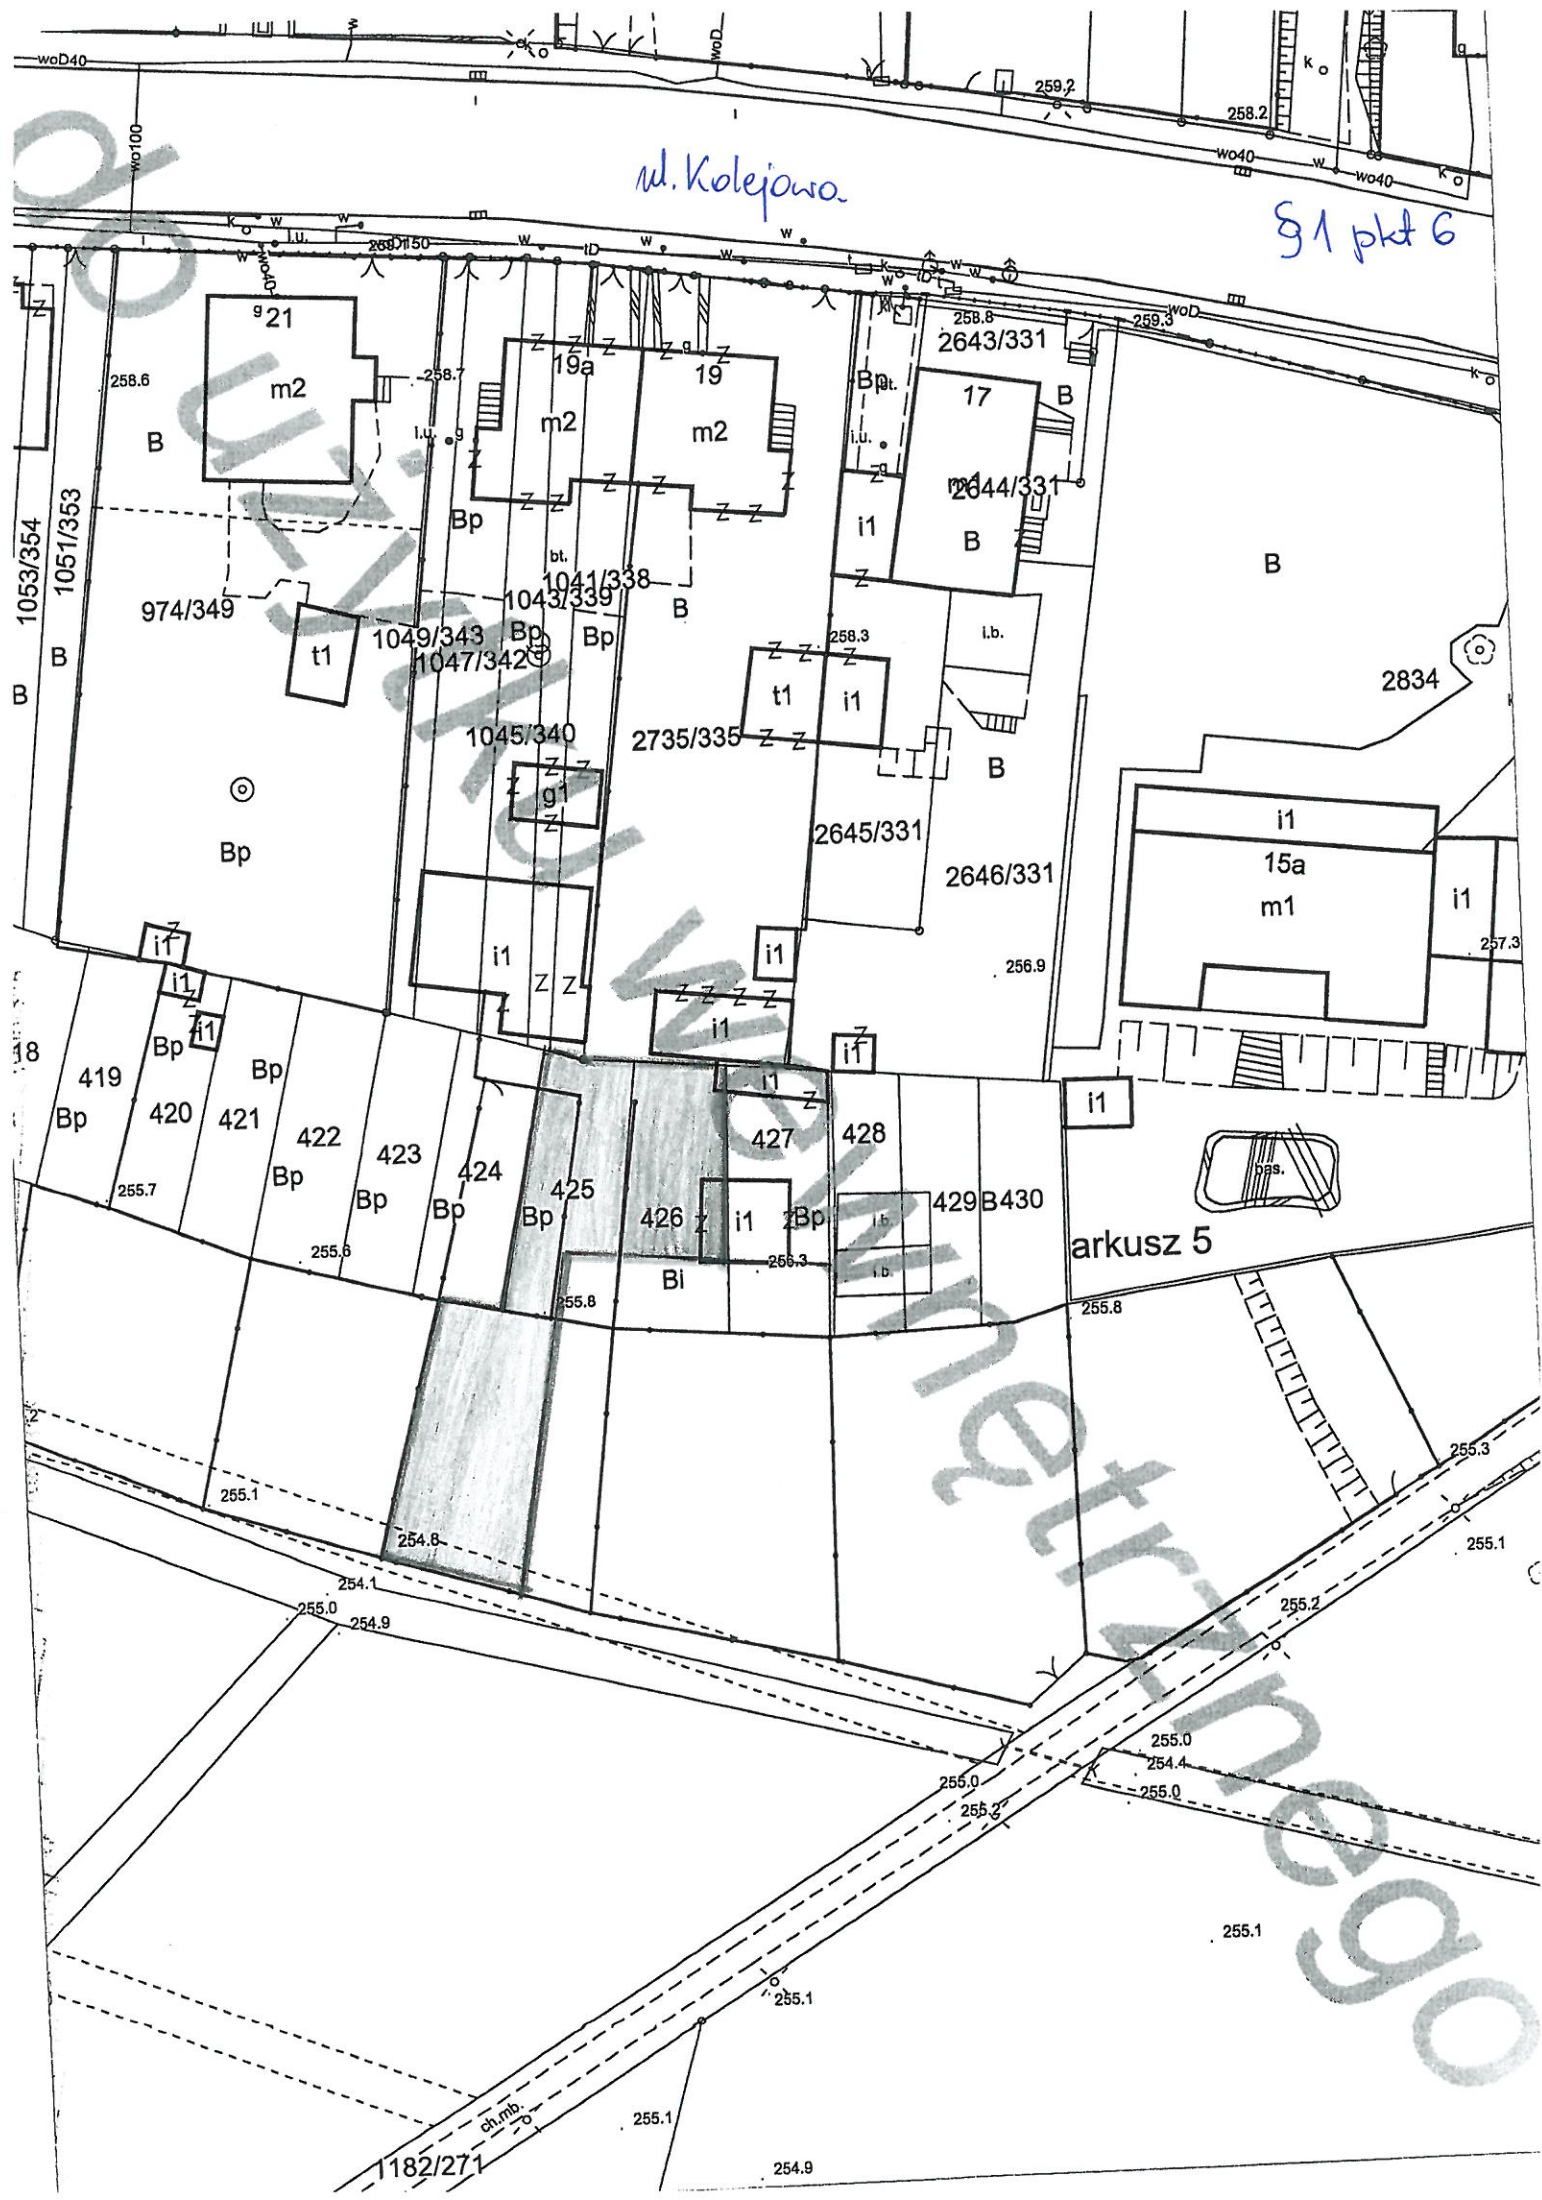 woD40
w
k
woD
g
k
259.2
258.2
wo100
wo40
w
wo40
k
ul. Kolejowa
§1 pkt 6
k
w
w
i.u.
w
wo40
w
tD
w
w
w
t
k
w
w
w
woD
259.3
k
z
g
21
m2
258.6
B
258.7
i.u.
g
19a
m2
g
19
m2
z
Bp
bt.
i.u.
g
258.8
2643/331
17
B
2644/331
B
i1
B
1053/354
1051/353
B
B
974/349
t1
Bp
Bp
bt.
1041/338
1043/339
Bp
Bp
1049/343
1047/342
1045/340
g1
B
2735/335
258.3
t1
i1
i.b.
B
2645/331
2646/331
2834
i1
15a
m1
i1
257.3
256.9
i1
i1
i1
i1
i1
i1
i1
i1
i1
18
419
Bp
Bp
420
421
Bp
422
Bp
423
Bp
424
Bp
425
Bp
426
427
i1
Bp
428
429
B
430
i.b.
i.b.
bas.
arkusz 5
255.7
255.6
255.8
Bi
256.3
255.8
255.1
254.8
254.1
255.0
254.9
255.3
255.1
255.2
255.0
254.4
255.0
255.0
255.2
255.1
255.1
255.1
ch.mb.
1182/271
254.9
do użytku wewnętrznego